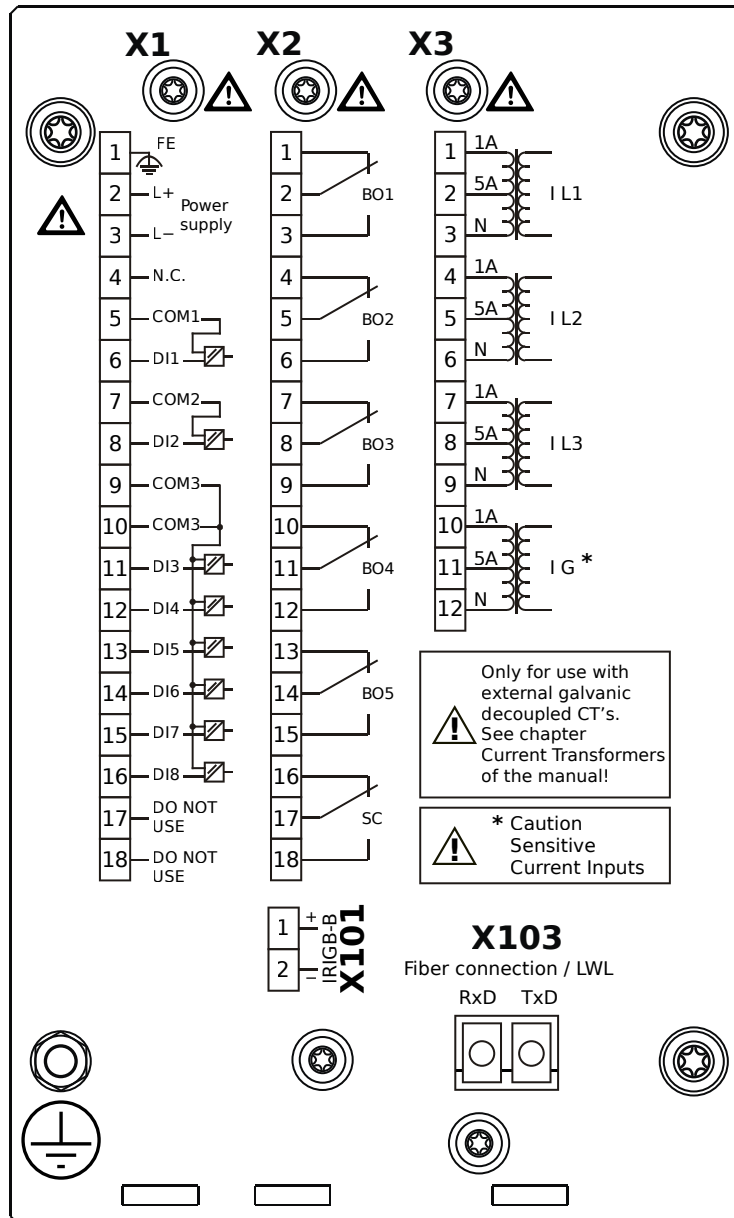 X1 X2 X3
1 FE
2 L+
Power
supply
3 L−
4 N.C.
5 COM1
6 DI1
7 COM2
8 DI2
9 COM3
10 COM3
11 DI3
12 DI4
13 DI5
14 DI6
15 DI7
16 DI8
17 DO NOT
USE
18 DO NOT
USE
1
2 BO1
3
4
5 BO2
6
7
8 BO3
9
10
11 BO4
12
13
14 BO5
15
16
17 SC
18
1 1A
2 5A I L1
3 N
4 1A
5 5A I L2
6 N
7 1A
8 5A I L3
9 N
10 1A
11 5A I G *
12 N
Only for use with
external galvanic
decoupled CT's.
See chapter
Current Transformers
of the manual!
* Caution
Sensitive
Current Inputs
1 +
2 −
IRIGB-B
X101
X103
Fiber connection / LWL
RxD TxD